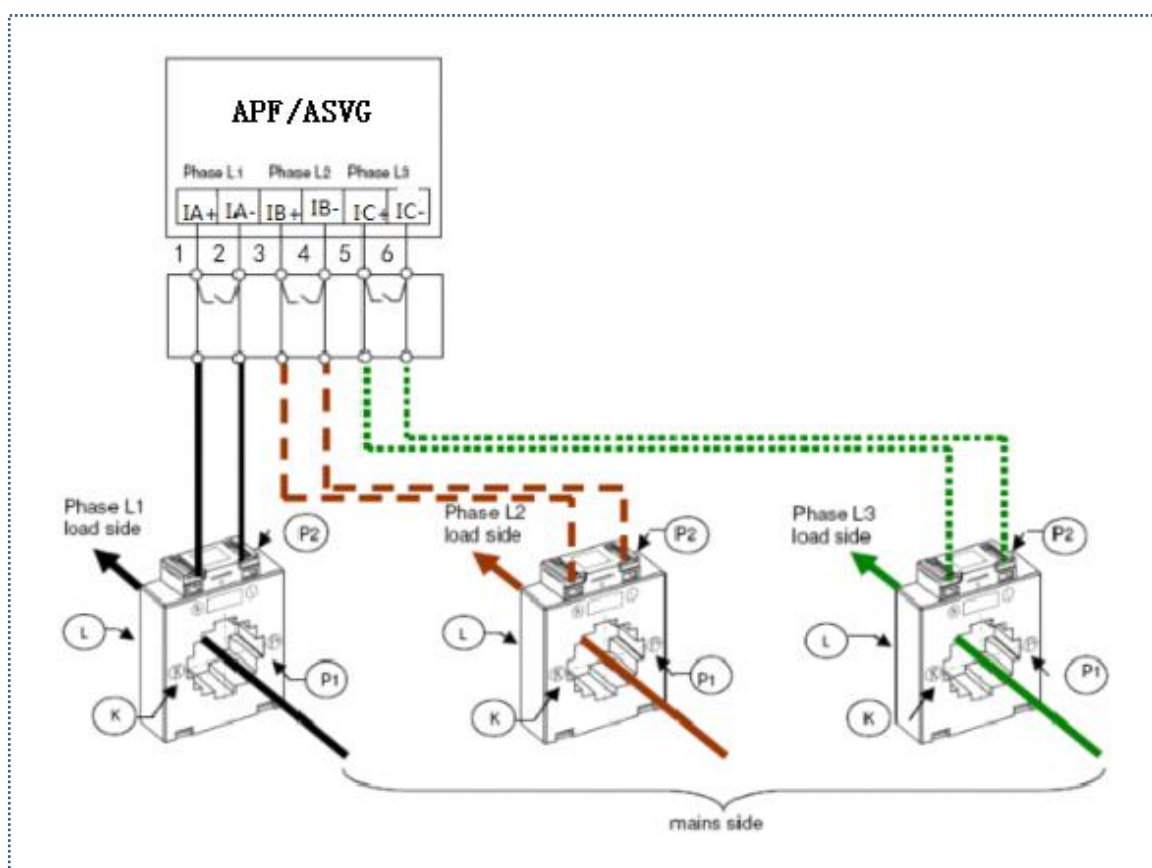 APF/ASVG
Phase L1 Phase L2 Phase L3
IA+ IA- IB+ IB- IC+ IC-
1 2 3 4 5 6
Phase L1
load side
P2
L
P1
K
Phase L2
load side
P2
L
P1
K
Phase L3
load side
P2
L
P1
K
mains side